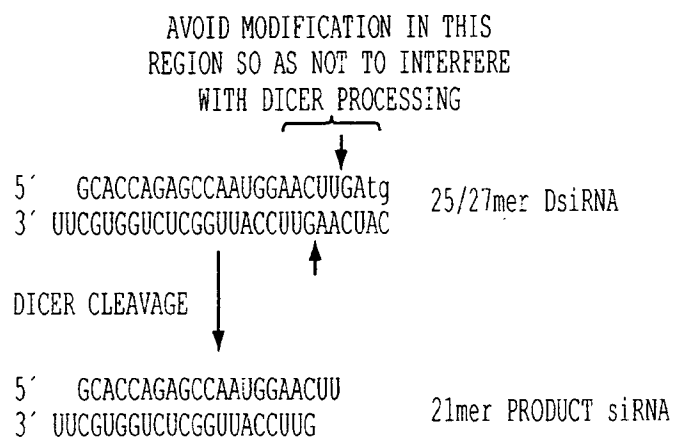 AVOID MODIFICATION IN THIS
REGION SO AS NOT TO INTERFERE
WITH DICER PROCESSING
5´ GCACCAGAGCCAAUGGAACUUGAtg
3´ UUCGUGGUCUCGGUUACCUUGAACUAC
25/27mer DsiRNA
DICER CLEAVAGE
5´ GCACCAGAGCCAAUGGAACUU
3´ UUCGUGGUCUCGGUUACCUUG
21mer PRODUCT siRNA